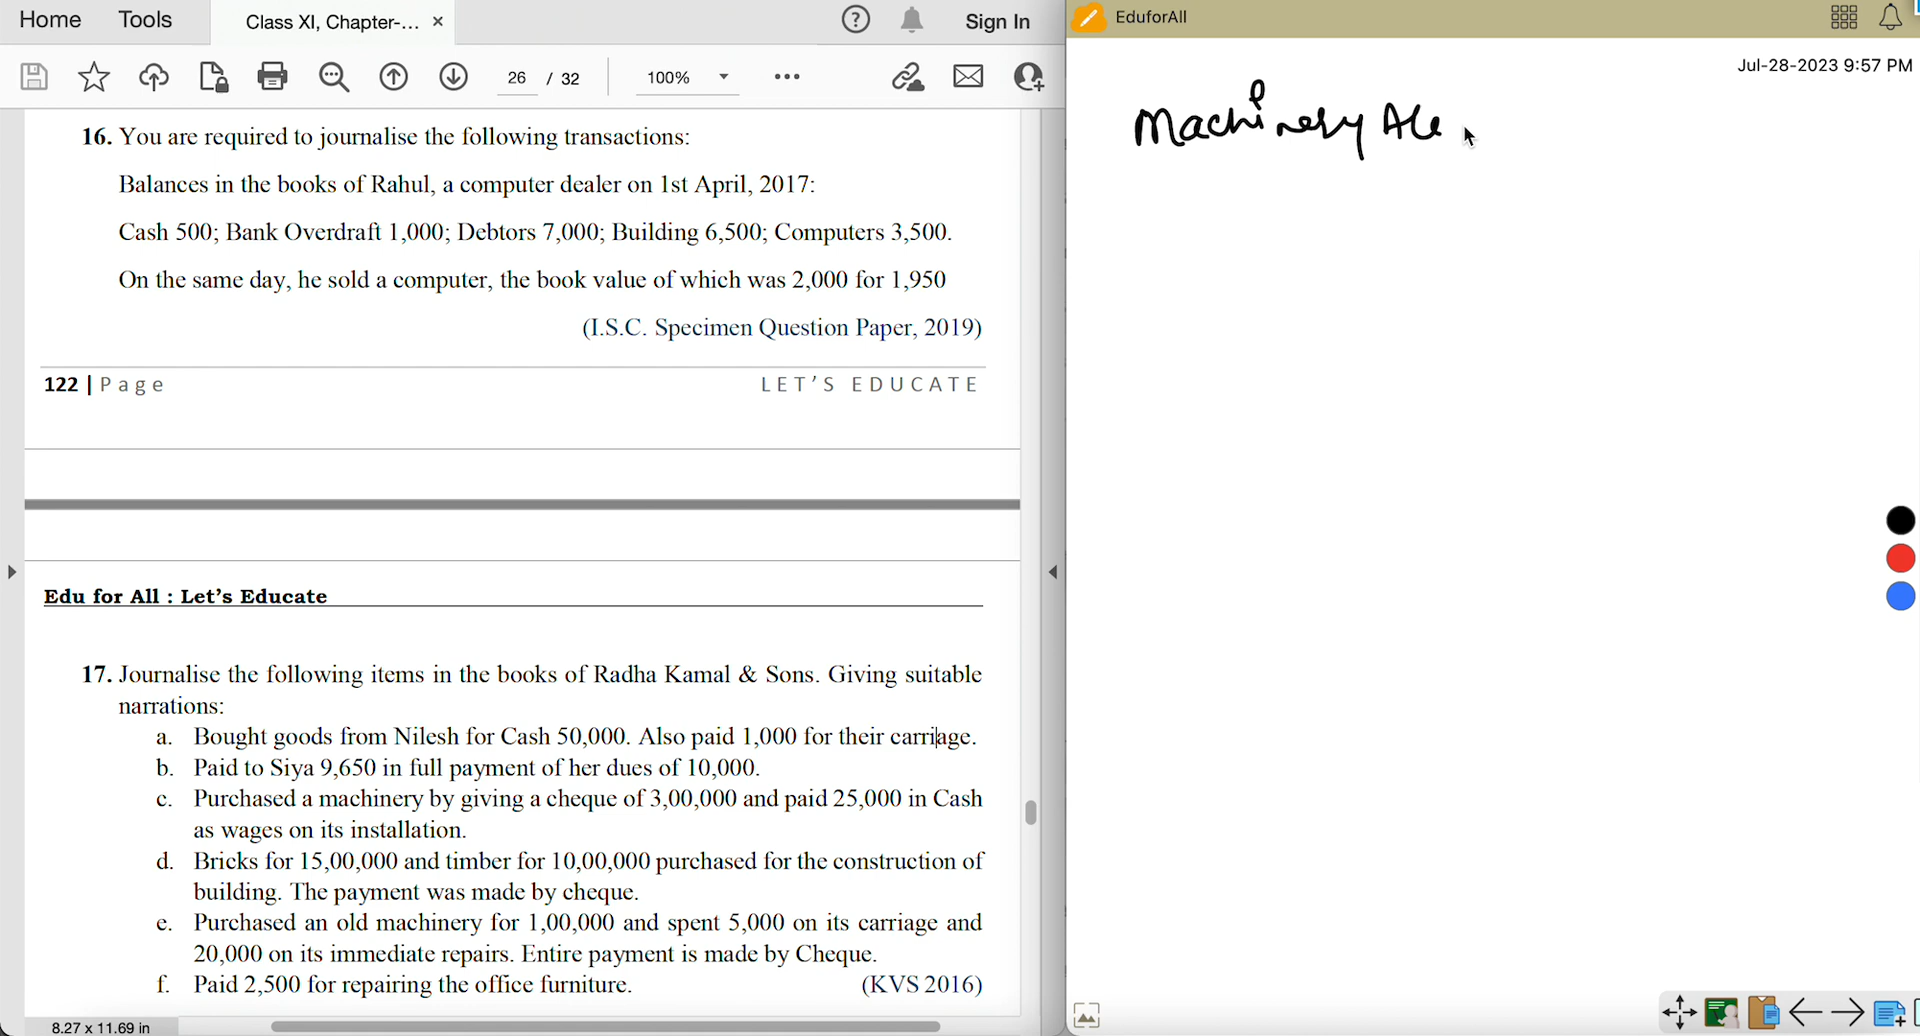 Home Tools Class XI, Chapter-... × ? Sign In
26 / 32 100% •••
16. You are required to journalise the following transactions:
Balances in the books of Rahul, a computer dealer on 1st April, 2017:
Cash 500; Bank Overdraft 1,000; Debtors 7,000; Building 6,500; Computers 3,500.
On the same day, he sold a computer, the book value of which was 2,000 for 1,950
(I.S.C. Specimen Question Paper, 2019)
122 | Page LET'S EDUCATE
Edu for All : Let's Educate
17. Journalise the following items in the books of Radha Kamal & Sons. Giving suitable
narrations:
a. Bought goods from Nilesh for Cash 50,000. Also paid 1,000 for their carriage.
b. Paid to Siya 9,650 in full payment of her dues of 10,000.
c. Purchased a machinery by giving a cheque of 3,00,000 and paid 25,000 in Cash
as wages on its installation.
d. Bricks for 15,00,000 and timber for 10,00,000 purchased for the construction of
building. The payment was made by cheque.
e. Purchased an old machinery for 1,00,000 and spent 5,000 on its carriage and
20,000 on its immediate repairs. Entire payment is made by Cheque.
f. Paid 2,500 for repairing the office furniture. (KVS 2016)
8.27 x 11.69 in
EduforAll
Jul-28-2023 9:57 PM
Machinery